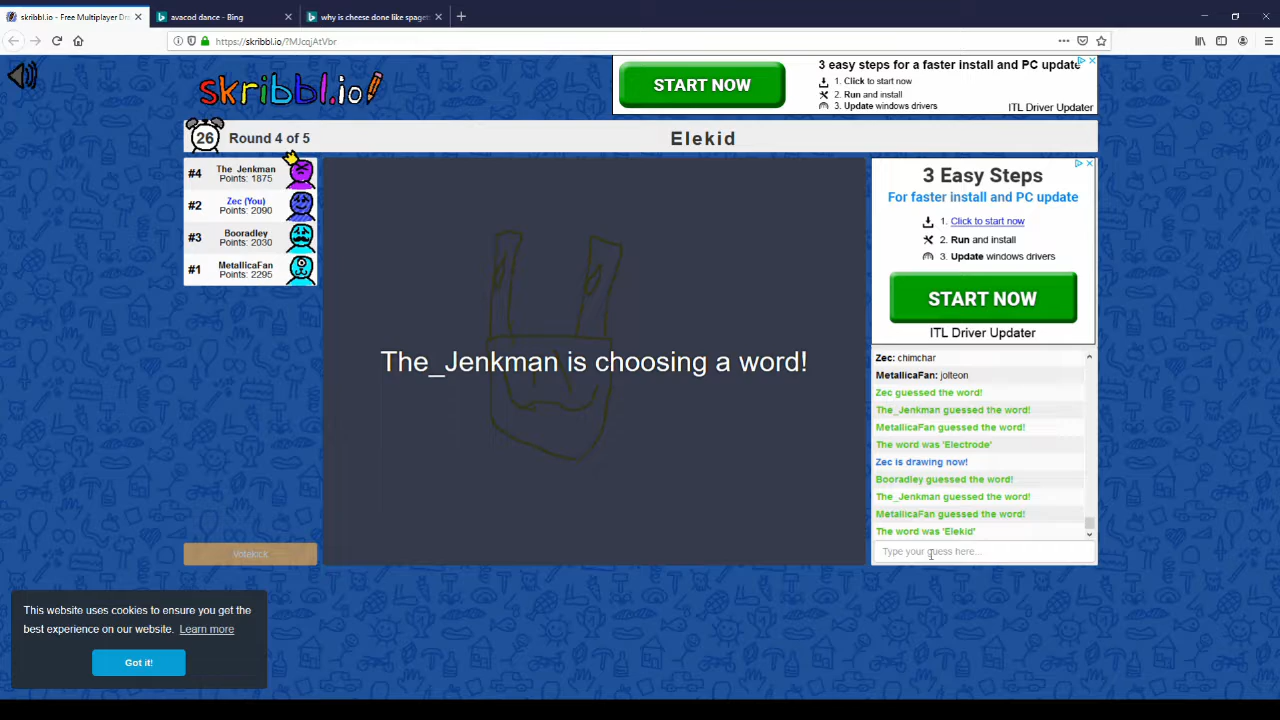 skribbl.io - Free Multiplayer Dr
avacod dance - Bing
why is cheese done like spaget
https://skribbl.io/?MJcqjAtVbr
skribbl.io
START NOW
3 easy steps for a faster install and PC update
1. Click to start now
2. Run and install
3. Update windows drivers
ITL Driver Updater
26
Round 4 of 5
Elekid
#4 The_Jenkman
Points: 1875
#2 Zec (You)
Points: 2090
#3 Booradley
Points: 2030
#1 MetallicaFan
Points: 2295
The_Jenkman is choosing a word!
3 Easy Steps
For faster install and PC update
1. Click to start now
2. Run and install
3. Update windows drivers
START NOW
ITL Driver Updater
Zec: chimchar
MetallicaFan: jolteon
Zec guessed the word!
The_Jenkman guessed the word!
MetallicaFan guessed the word!
The word was 'Electrode'
Zec is drawing now!
Booradley guessed the word!
The_Jenkman guessed the word!
MetallicaFan guessed the word!
The word was 'Elekid'
Type your guess here...
Votekick
This website uses cookies to ensure you get the
best experience on our website. Learn more
Got it!